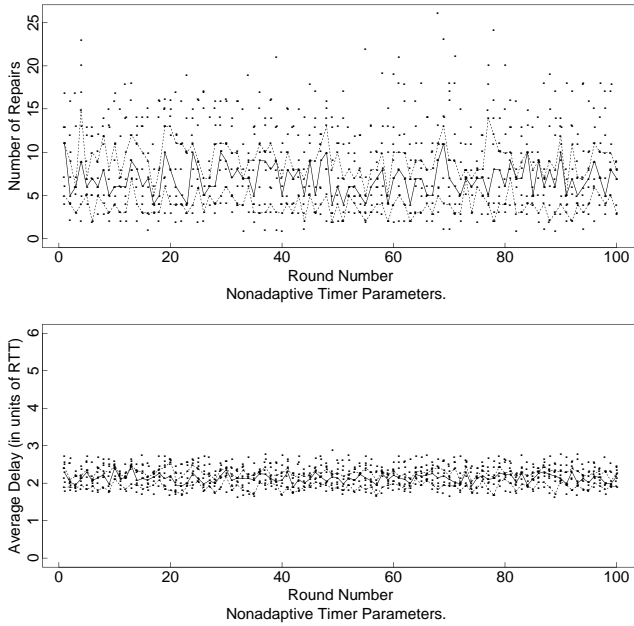 Number of Repairs
25
20
15
10
5
0
0 20 40 60 80 100
Round Number
Nonadaptive Timer Parameters.
Average Delay (in units of RTT)
6
5
4
3
2
1
0
0 20 40 60 80 100
Round Number
Nonadaptive Timer Parameters.